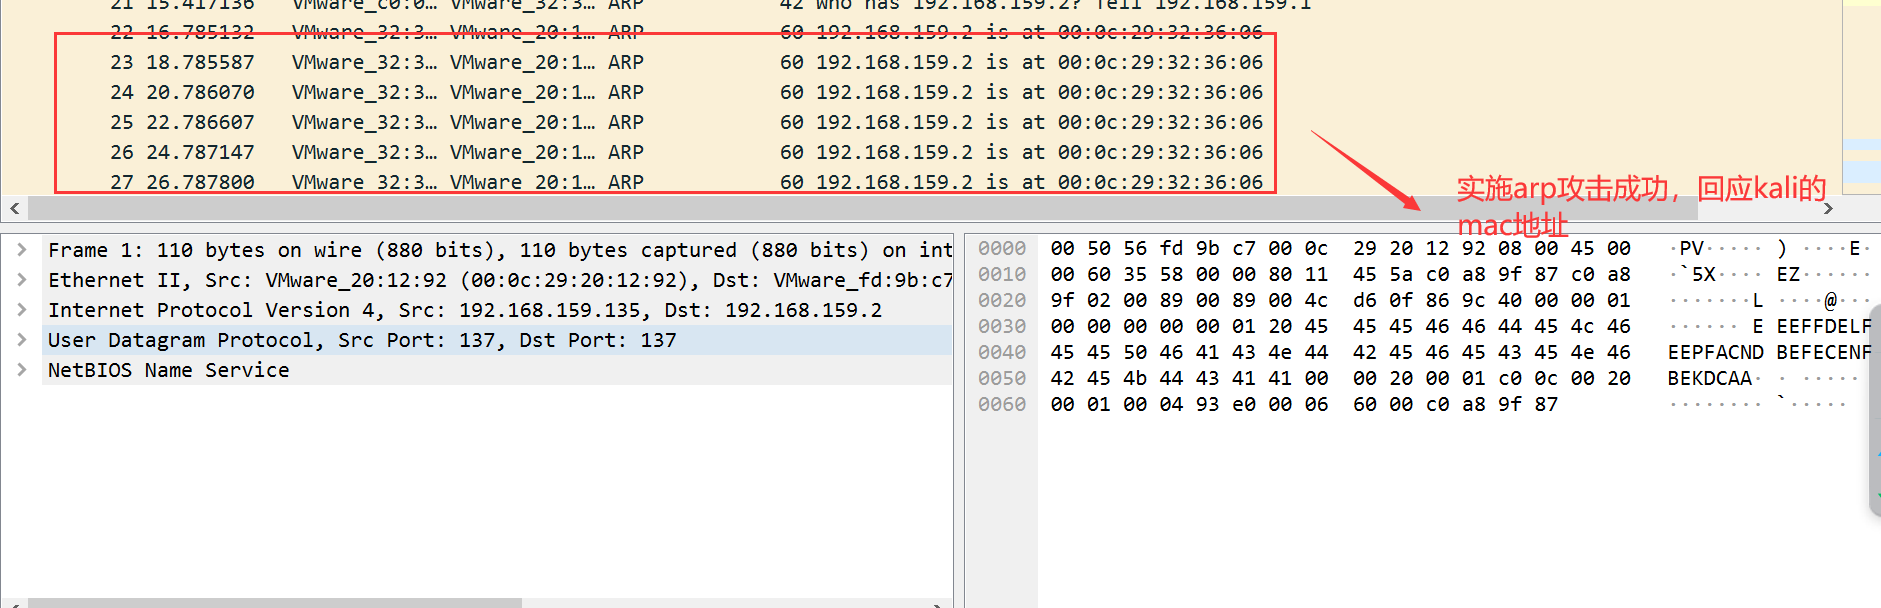 21 15.417136 VMware_c0:0… VMware_32:3… ARP 42 Who has 192.168.159.2? Tell 192.168.159.1
22 16.785132 VMware_32:3… VMware_20:1… ARP 60 192.168.159.2 is at 00:0c:29:32:36:06
23 18.785587 VMware_32:3… VMware_20:1… ARP 60 192.168.159.2 is at 00:0c:29:32:36:06
24 20.786070 VMware_32:3… VMware_20:1… ARP 60 192.168.159.2 is at 00:0c:29:32:36:06
25 22.786607 VMware_32:3… VMware_20:1… ARP 60 192.168.159.2 is at 00:0c:29:32:36:06
26 24.787147 VMware_32:3… VMware_20:1… ARP 60 192.168.159.2 is at 00:0c:29:32:36:06
27 26.787800 VMware_32:3… VMware_20:1… ARP 60 192.168.159.2 is at 00:0c:29:32:36:06
实施arp攻击成功，回应kali的
mac地址
Frame 1: 110 bytes on wire (880 bits), 110 bytes captured (880 bits) on int
Ethernet II, Src: VMware_20:12:92 (00:0c:29:20:12:92), Dst: VMware_fd:9b:c7
Internet Protocol Version 4, Src: 192.168.159.135, Dst: 192.168.159.2
User Datagram Protocol, Src Port: 137, Dst Port: 137
NetBIOS Name Service
0000 00 50 56 fd 9b c7 00 0c 29 20 12 92 08 00 45 00 ·PV····· ) ····E·
0010 00 60 35 58 00 00 80 11 45 5a c0 a8 9f 87 c0 a8 ·`5X···· EZ······
0020 9f 02 00 89 00 89 00 4c d6 0f 86 9c 40 00 00 01 ·······L ····@···
0030 00 00 00 00 00 01 20 45 45 45 46 46 44 45 4c 46 ······ E EEFFDELF
0040 45 45 50 46 41 43 4e 44 42 45 46 45 43 45 4e 46 EEPFACND BEFECENF
0050 42 45 4b 44 43 41 41 00 00 20 00 01 c0 0c 00 20 BEKDCAA· · ·····
0060 00 01 00 04 93 e0 00 06 60 00 c0 a8 9f 87 ········ `·····